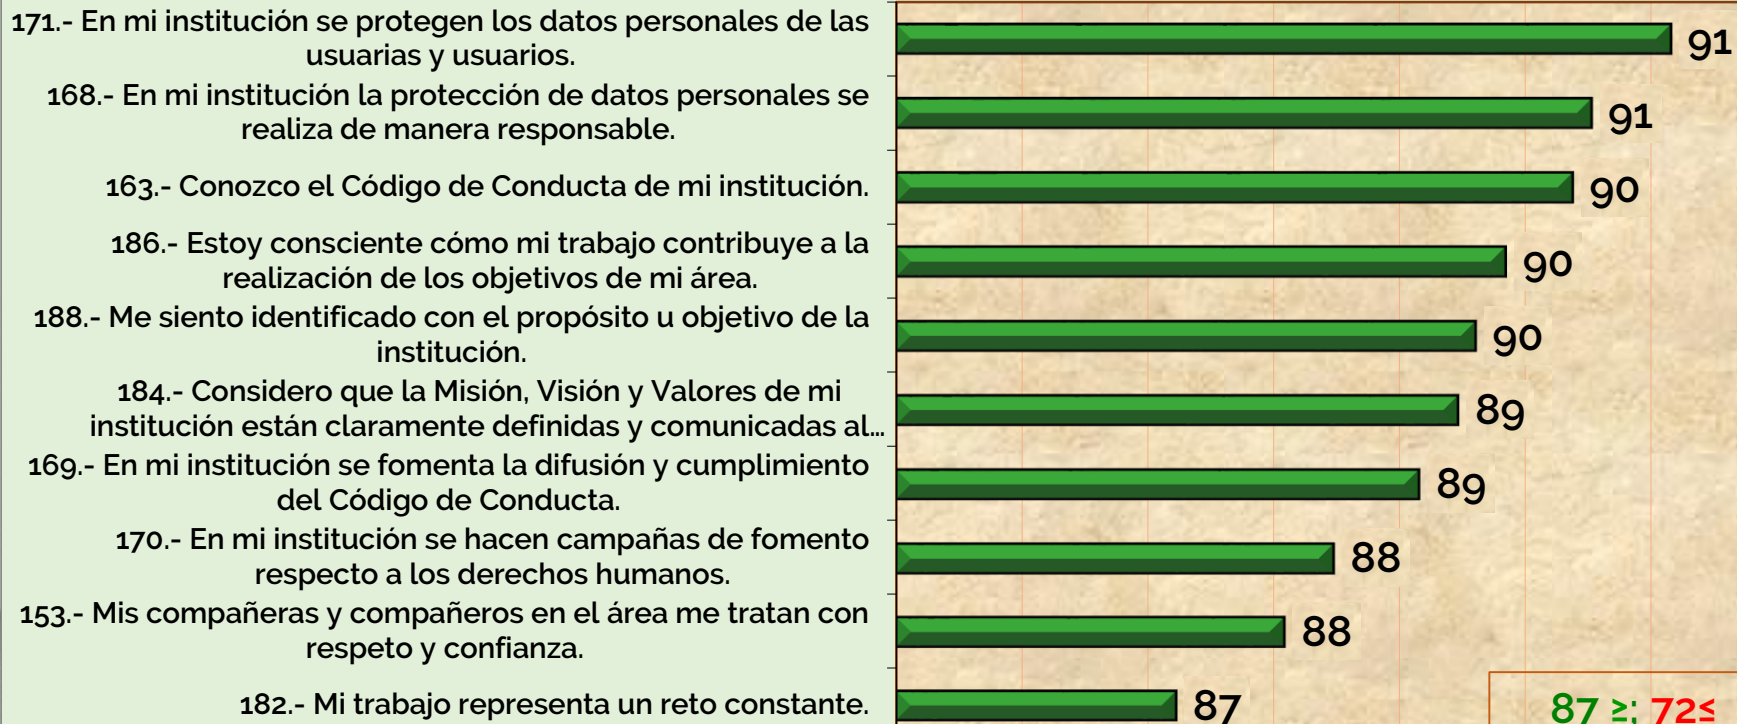 171.- En mi institución se protegen los datos personales de las
usuarias y usuarios.
91
168.- En mi institución la protección de datos personales se
realiza de manera responsable.
91
163.- Conozco el Código de Conducta de mi institución.
90
186.- Estoy consciente cómo mi trabajo contribuye a la
realización de los objetivos de mi área.
90
188.- Me siento identificado con el propósito u objetivo de la
institución.
90
184.- Considero que la Misión, Visión y Valores de mi
institución están claramente definidas y comunicadas al...
89
169.- En mi institución se fomenta la difusión y cumplimiento
del Código de Conducta.
89
170.- En mi institución se hacen campañas de fomento
respecto a los derechos humanos.
88
153.- Mis compañeras y compañeros en el área me tratan con
respeto y confianza.
88
182.- Mi trabajo representa un reto constante.
87
87 ≥; 72≤